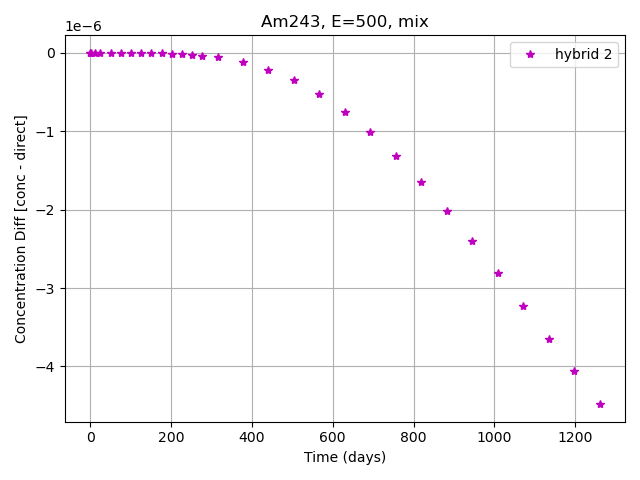 Am243, E=500, mix
1e−6
hybrid 2
0
−1
−2
−3
−4
Concentration Diff [conc - direct]
0 200 400 600 800 1000 1200
Time (days)